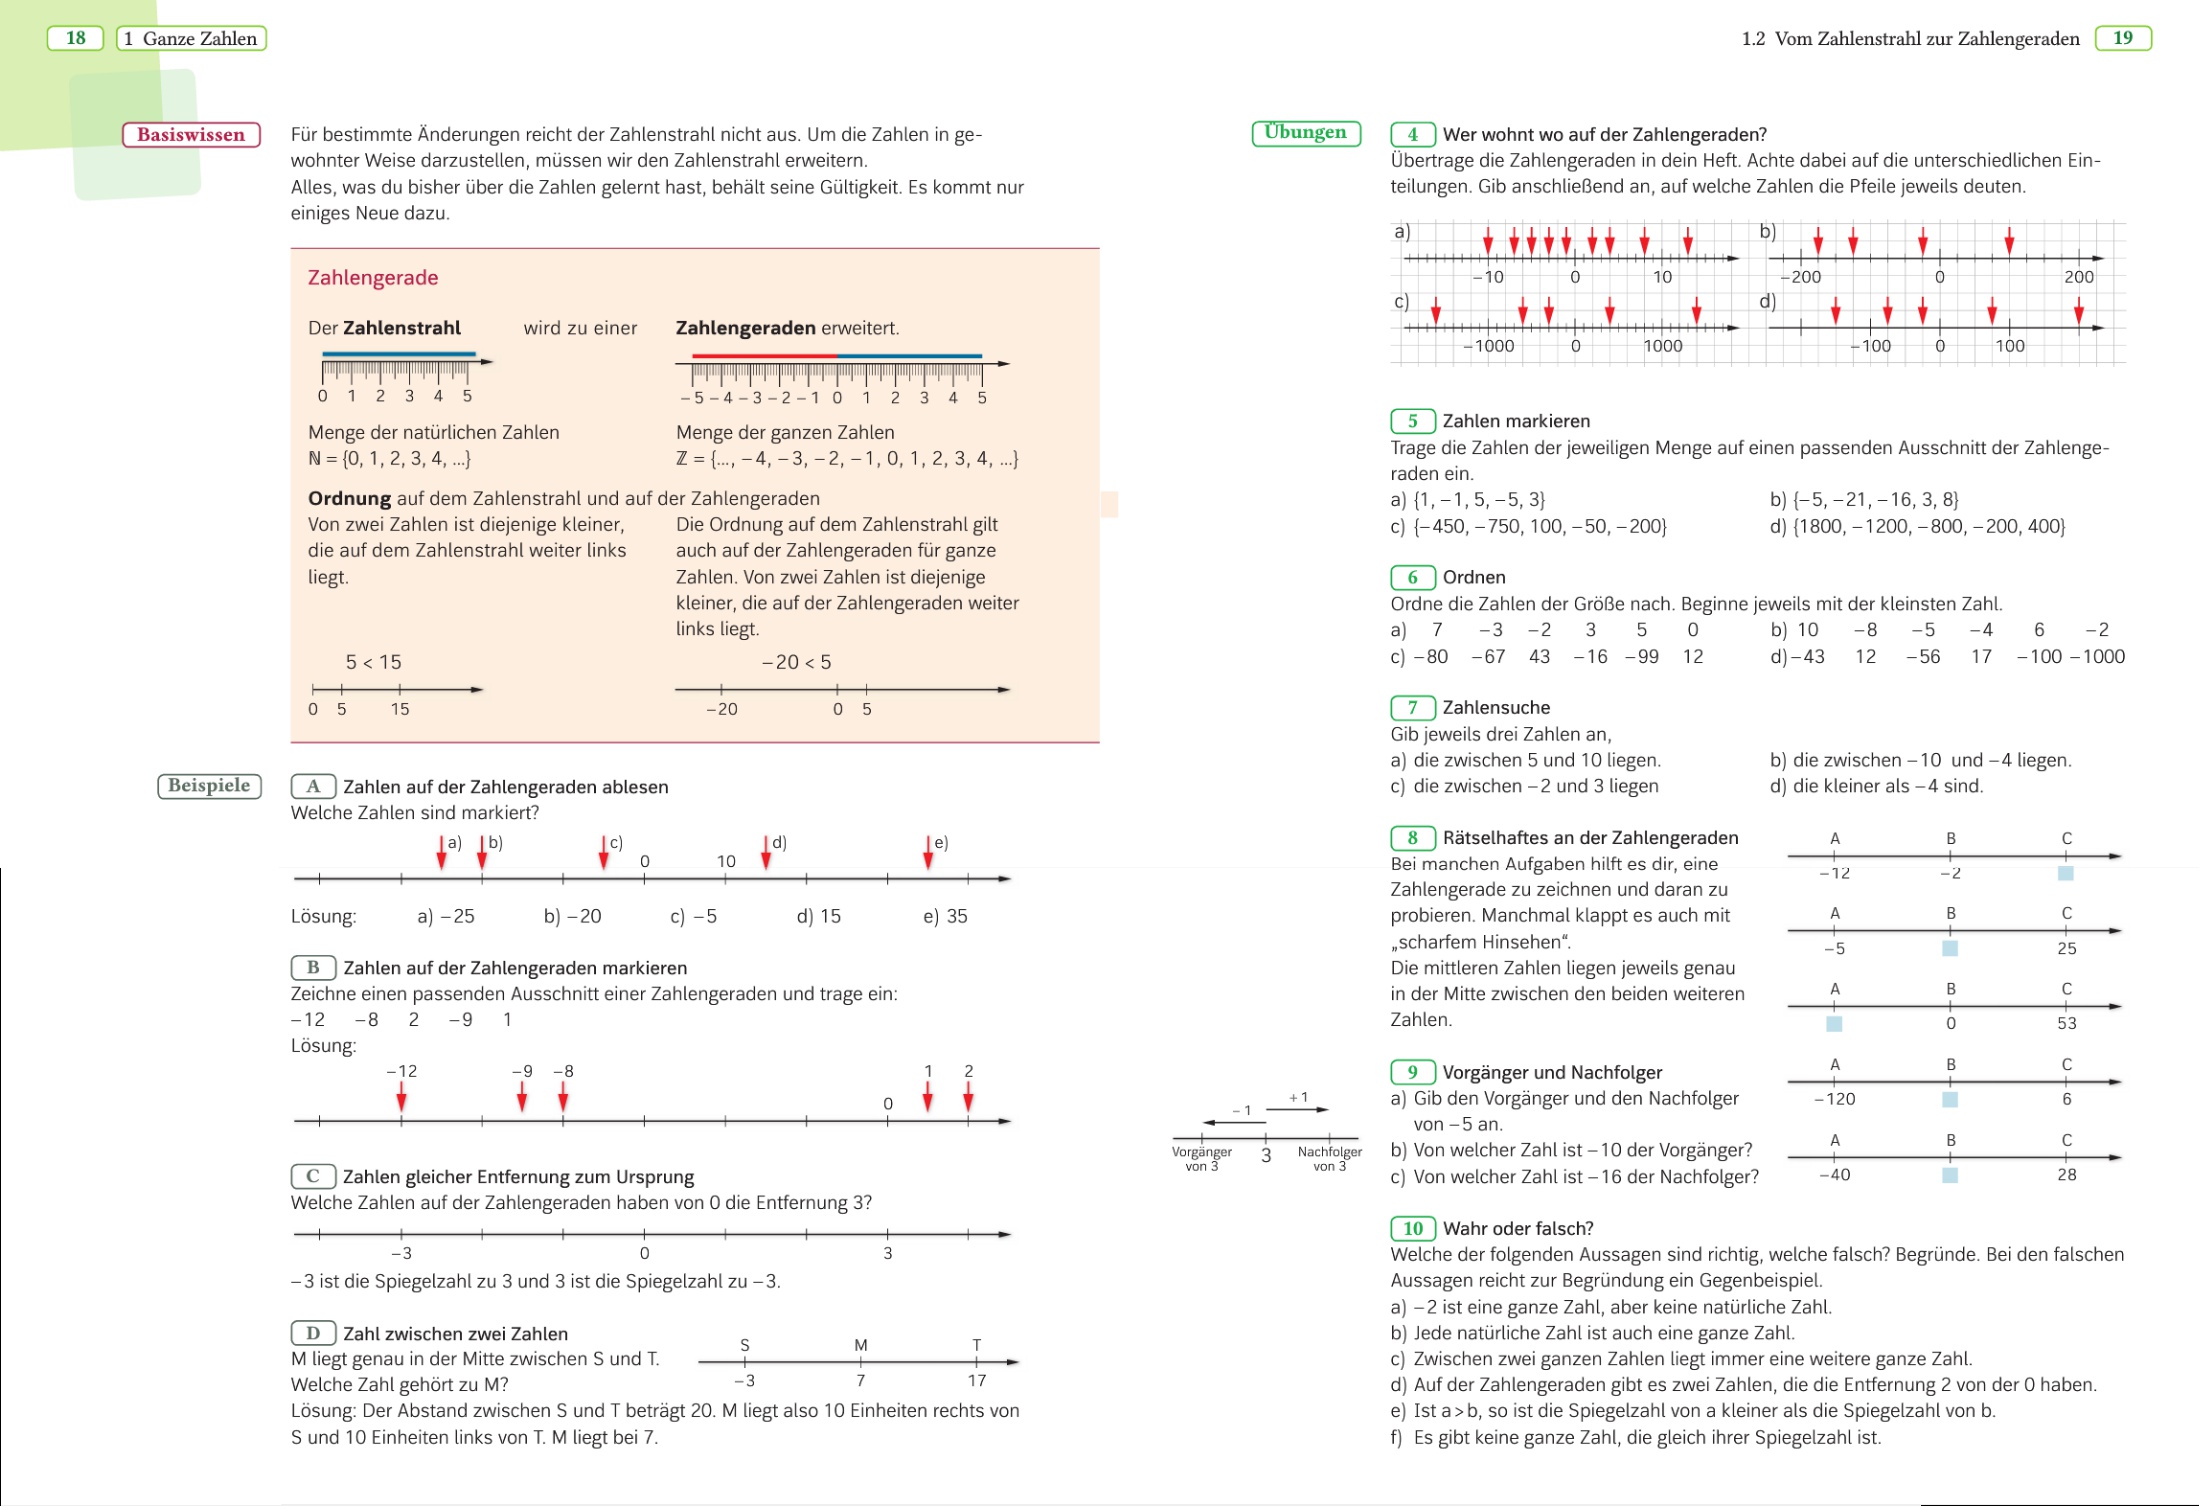 18 1 Ganze Zahlen
Basiswissen
Für bestimmte Änderungen reicht der Zahlenstrahl nicht aus. Um die Zahlen in ge-
wohnter Weise darzustellen, müssen wir den Zahlenstrahl erweitern.
Alles, was du bisher über die Zahlen gelernt hast, behält seine Gültigkeit. Es kommt nur
einiges Neue dazu.
Zahlengerade
Der Zahlenstrahl wird zu einer Zahlengeraden erweitert.
0 1 2 3 4 5
–5 –4 –3 –2 –1 0 1 2 3 4 5
Menge der natürlichen Zahlen
ℕ = {0, 1, 2, 3, 4, ...}
Menge der ganzen Zahlen
ℤ = {..., –4, –3, –2, –1, 0, 1, 2, 3, 4, ...}
Ordnung auf dem Zahlenstrahl und auf der Zahlengeraden
Von zwei Zahlen ist diejenige kleiner,
die auf dem Zahlenstrahl weiter links
liegt.
Die Ordnung auf dem Zahlenstrahl gilt
auch auf der Zahlengeraden für ganze
Zahlen. Von zwei Zahlen ist diejenige
kleiner, die auf der Zahlengeraden weiter
links liegt.
5 < 15
0 5 15
–20 < 5
–20 0 5
Beispiele
A Zahlen auf der Zahlengeraden ablesen
Welche Zahlen sind markiert?
a) b) c) 0 10 d) e)
Lösung: a) –25 b) –20 c) –5 d) 15 e) 35
B Zahlen auf der Zahlengeraden markieren
Zeichne einen passenden Ausschnitt einer Zahlengeraden und trage ein:
–12 –8 2 –9 1
Lösung:
–12 –9 –8 0 1 2
C Zahlen gleicher Entfernung zum Ursprung
Welche Zahlen auf der Zahlengeraden haben von 0 die Entfernung 3?
–3 0 3
–3 ist die Spiegelzahl zu 3 und 3 ist die Spiegelzahl zu –3.
D Zahl zwischen zwei Zahlen
M liegt genau in der Mitte zwischen S und T.
Welche Zahl gehört zu M?
S M T
–3 7 17
Lösung: Der Abstand zwischen S und T beträgt 20. M liegt also 10 Einheiten rechts von
S und 10 Einheiten links von T. M liegt bei 7.
1.2 Vom Zahlenstrahl zur Zahlengeraden 19
Übungen
4 Wer wohnt wo auf der Zahlengeraden?
Übertrage die Zahlengeraden in dein Heft. Achte dabei auf die unterschiedlichen Ein-
teilungen. Gib anschließend an, auf welche Zahlen die Pfeile jeweils deuten.
a)
–10 0 10
b)
–200 0 200
c)
–1000 0 1000
d)
–100 0 100
5 Zahlen markieren
Trage die Zahlen der jeweiligen Menge auf einen passenden Ausschnitt der Zahlenge-
raden ein.
a) {1, –1, 5, –5, 3} b) {–5, –21, –16, 3, 8}
c) {–450, –750, 100, –50, –200} d) {1800, –1200, –800, –200, 400}
6 Ordnen
Ordne die Zahlen der Größe nach. Beginne jeweils mit der kleinsten Zahl.
a) 7 –3 –2 3 5 0 b) 10 –8 –5 –4 6 –2
c) –80 –67 43 –16 –99 12 d) –43 12 –56 17 –100 –1000
7 Zahlensuche
Gib jeweils drei Zahlen an,
a) die zwischen 5 und 10 liegen. b) die zwischen –10 und –4 liegen.
c) die zwischen –2 und 3 liegen d) die kleiner als –4 sind.
8 Rätselhaftes an der Zahlengeraden
Bei manchen Aufgaben hilft es dir, eine
Zahlengerade zu zeichnen und daran zu
probieren. Manchmal klappt es auch mit
„scharfem Hinsehen“.
Die mittleren Zahlen liegen jeweils genau
in der Mitte zwischen den beiden weiteren
Zahlen.
A B C
–12 –2
A B C
–5 25
A B C
0 53
A B C
–120 6
A B C
–40 28
9 Vorgänger und Nachfolger
a) Gib den Vorgänger und den Nachfolger
von –5 an.
b) Von welcher Zahl ist –10 der Vorgänger?
c) Von welcher Zahl ist –16 der Nachfolger?
–1 +1
Vorgänger 3 Nachfolger
von 3 von 3
10 Wahr oder falsch?
Welche der folgenden Aussagen sind richtig, welche falsch? Begründe. Bei den falschen
Aussagen reicht zur Begründung ein Gegenbeispiel.
a) –2 ist eine ganze Zahl, aber keine natürliche Zahl.
b) Jede natürliche Zahl ist auch eine ganze Zahl.
c) Zwischen zwei ganzen Zahlen liegt immer eine weitere ganze Zahl.
d) Auf der Zahlengeraden gibt es zwei Zahlen, die die Entfernung 2 von der 0 haben.
e) Ist a > b, so ist die Spiegelzahl von a kleiner als die Spiegelzahl von b.
f) Es gibt keine ganze Zahl, die gleich ihrer Spiegelzahl ist.